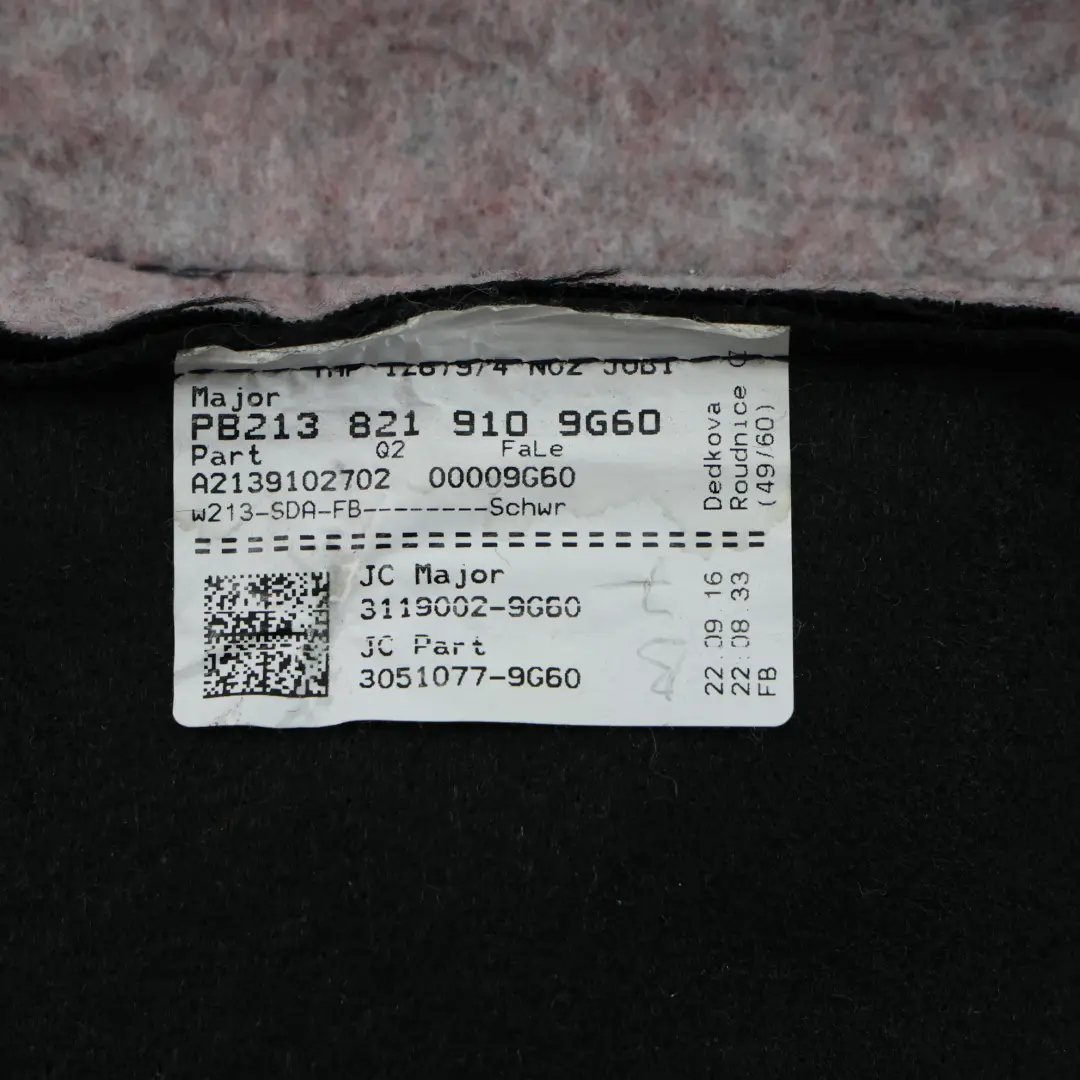 Major
PB213 821 910 9G60
Part Q2 FaLe
A2139102702 00009G60
w213-SDA-FB--------Schwr
JC Major
3119002-9G60
JC Part
3051077-9G60
Dedkova
Roudnice
(49/60)
22.09.16
22:08:33
FB